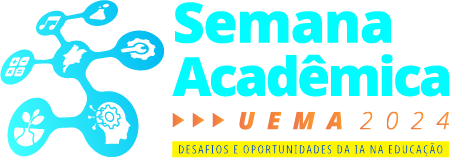 Semana
Acadêmica
UEMA 2024
DESAFIOS E OPORTUNIDADES DA IA NA EDUCAÇÃO